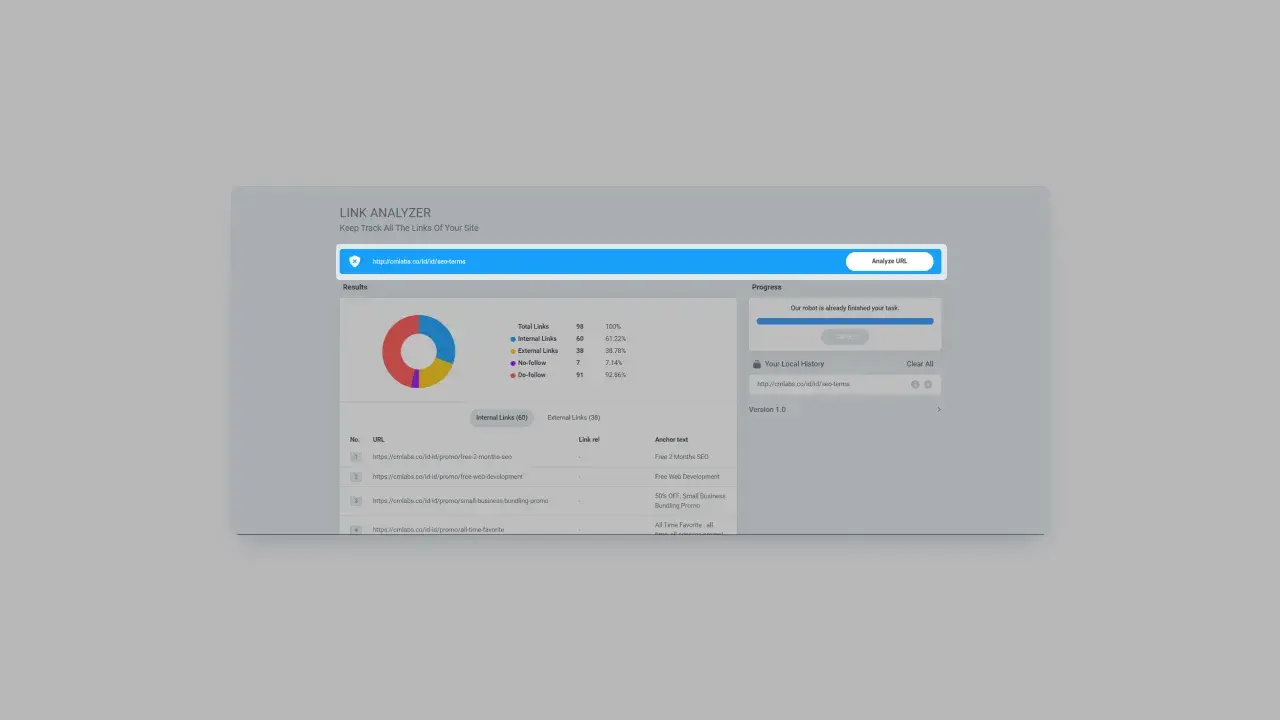 LINK ANALYZER
Keep Track All The Links Of Your Site
http://cmlabs.co/id/id/seo-terms
Analyze URL
Results
Total Links 98 100%
Internal Links 60 61.22%
External Links 38 38.78%
No-follow 7 7.14%
Do-follow 91 92.86%
Internal Links (60) External Links (38)
No. URL Link rel Anchor text
1 https://cmlabs.co/id-id/promo/free-2-months-seo - Free 2 Months SEO
2 https://cmlabs.co/id-id/promo/free-web-development - Free Web Development
3 https://cmlabs.co/id-id/promo/small-business-bundling-promo - 50% OFF: Small Business
Bundling Promo
4 https://cmlabs.co/id-id/promo/all-time-favorite - All Time Favorite : all
Progress
Our robot is already finished your task.
Your Local History Clear All
http://cmlabs.co/id/id/seo-terms
Version 1.0